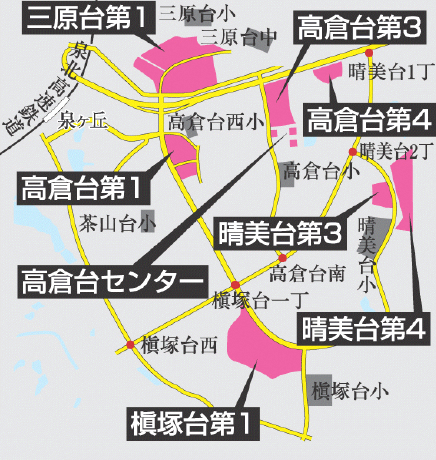 三原台第1
三原台小
三原台中
高倉台第3
泉北高速鉄道
晴美台1丁
泉ヶ丘
高倉台西小
高倉台第4
晴美台2丁
高倉台第1
高倉台小
茶山台小
晴美台第3
晴美台小
高倉台センター
高倉台南
槇塚台一丁
晴美台第4
槇塚台西
槇塚台小
槇塚台第1